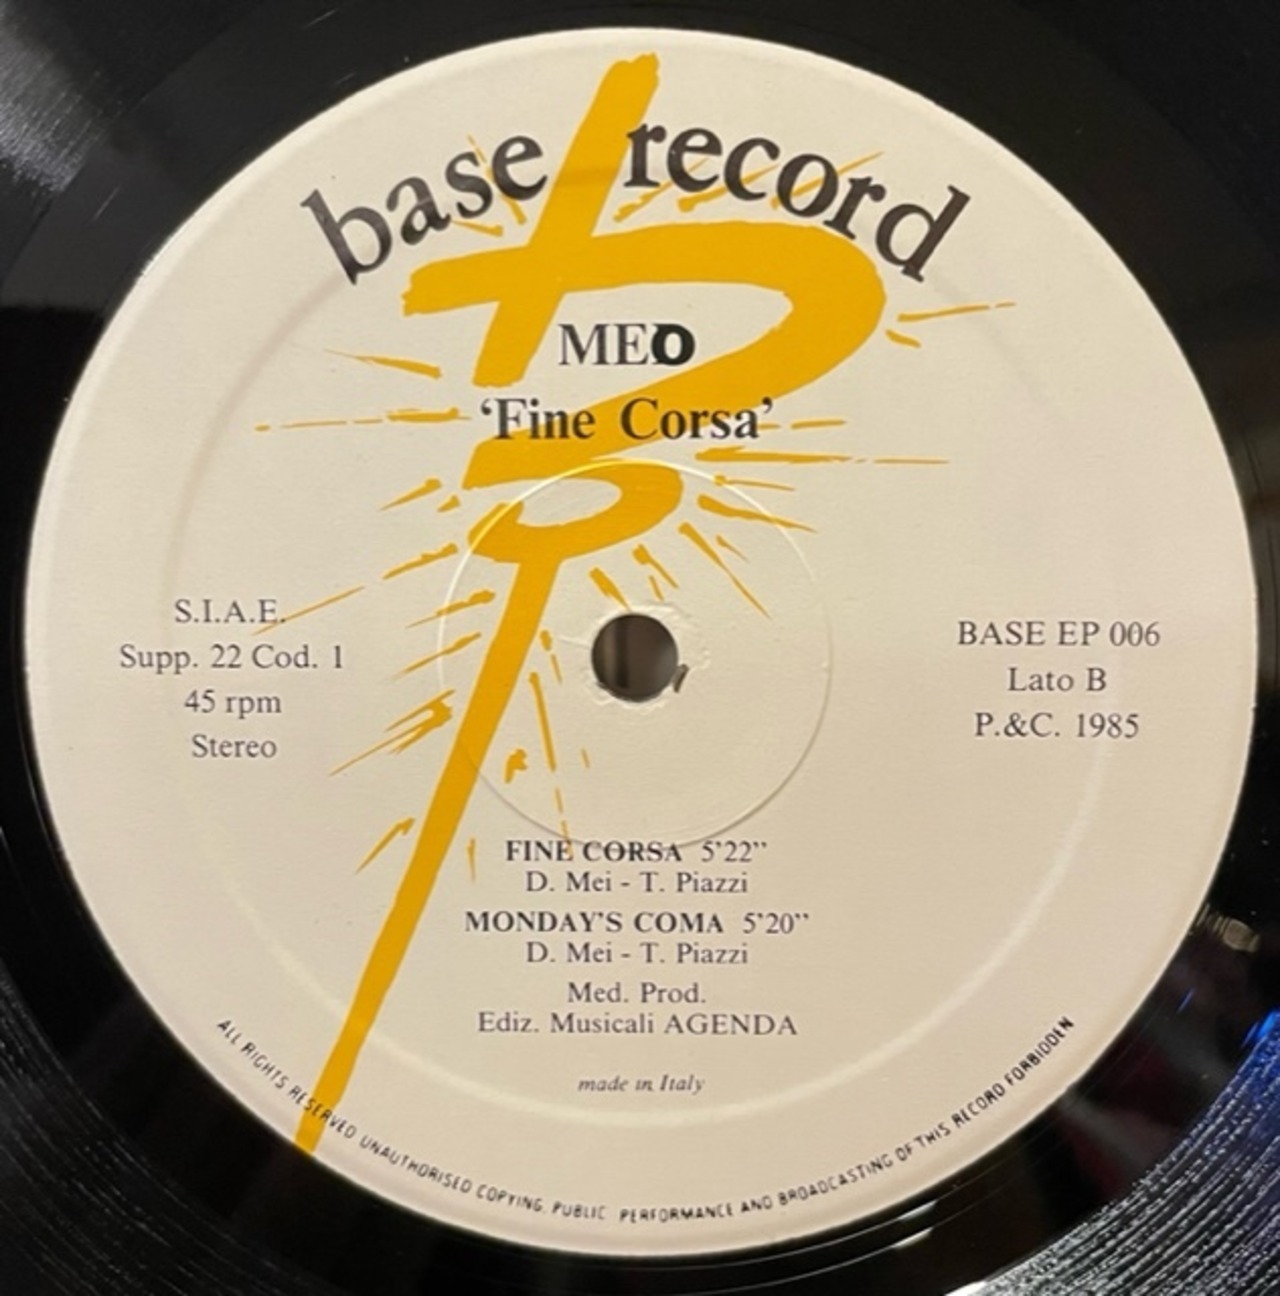 base record
MEO
'Fine Corsa'
S.I.A.E.
Supp. 22 Cod. 1
45 rpm
Stereo
BASE EP 006
Lato B
P.&C. 1985
FINE CORSA 5'22"
D. Mei - T. Piazzi
MONDAY'S COMA 5'20"
D. Mei - T. Piazzi
Med. Prod.
Ediz. Musicali AGENDA
made in Italy
ALL RIGHTS RESERVED UNAUTHORISED COPYING, PUBLIC PERFORMANCE AND BROADCASTING OF THIS RECORD FORBIDDEN